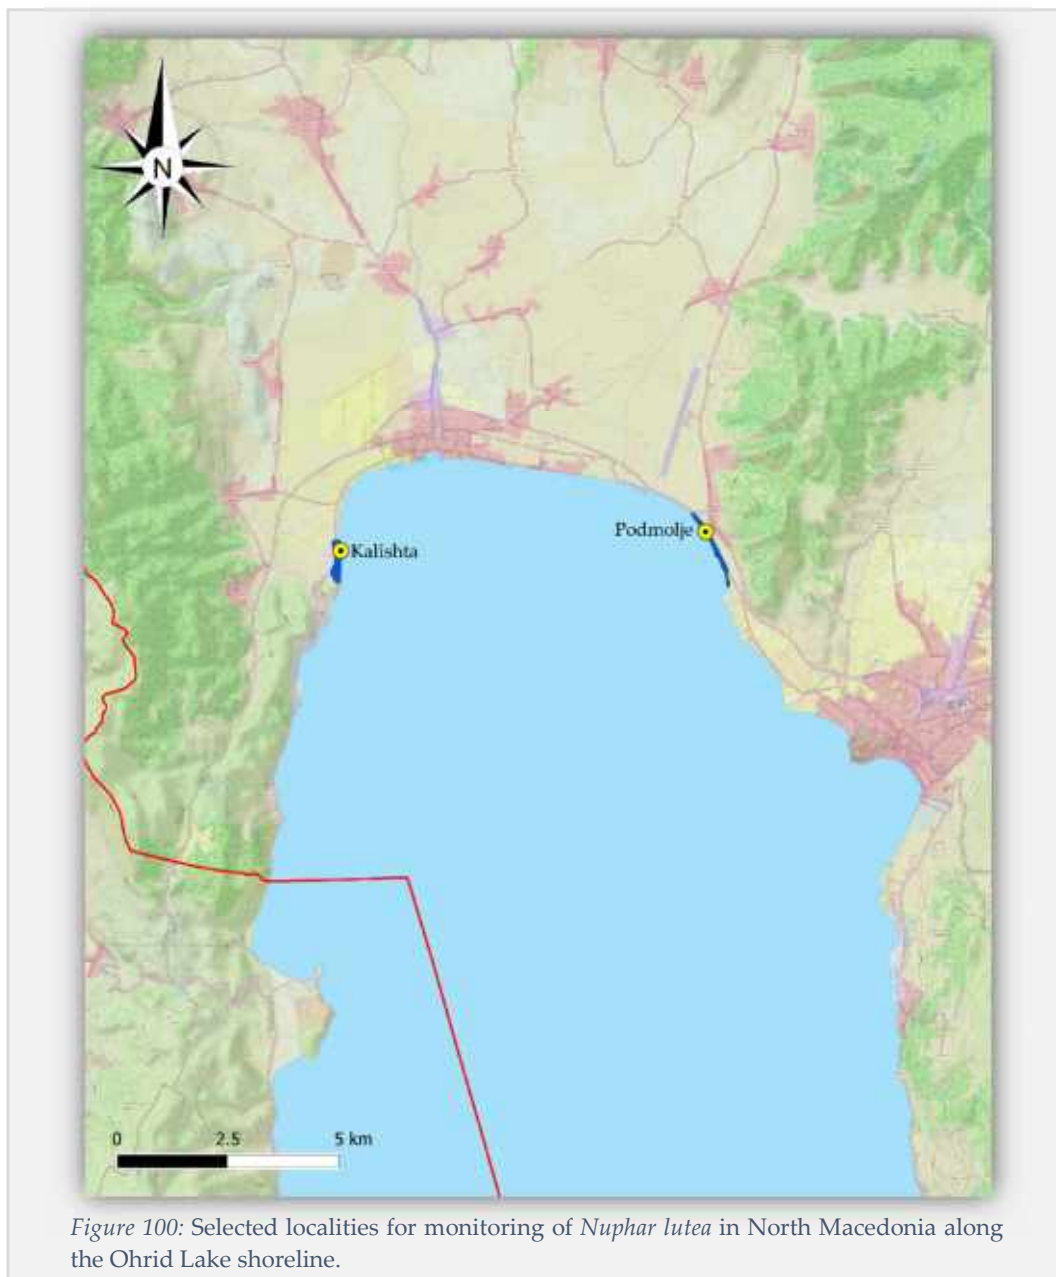 N
Podmolje
Kalishta
0 2.5 5 km
Figure 100: Selected localities for monitoring of Nuphar lutea in North Macedonia along
the Ohrid Lake shoreline.